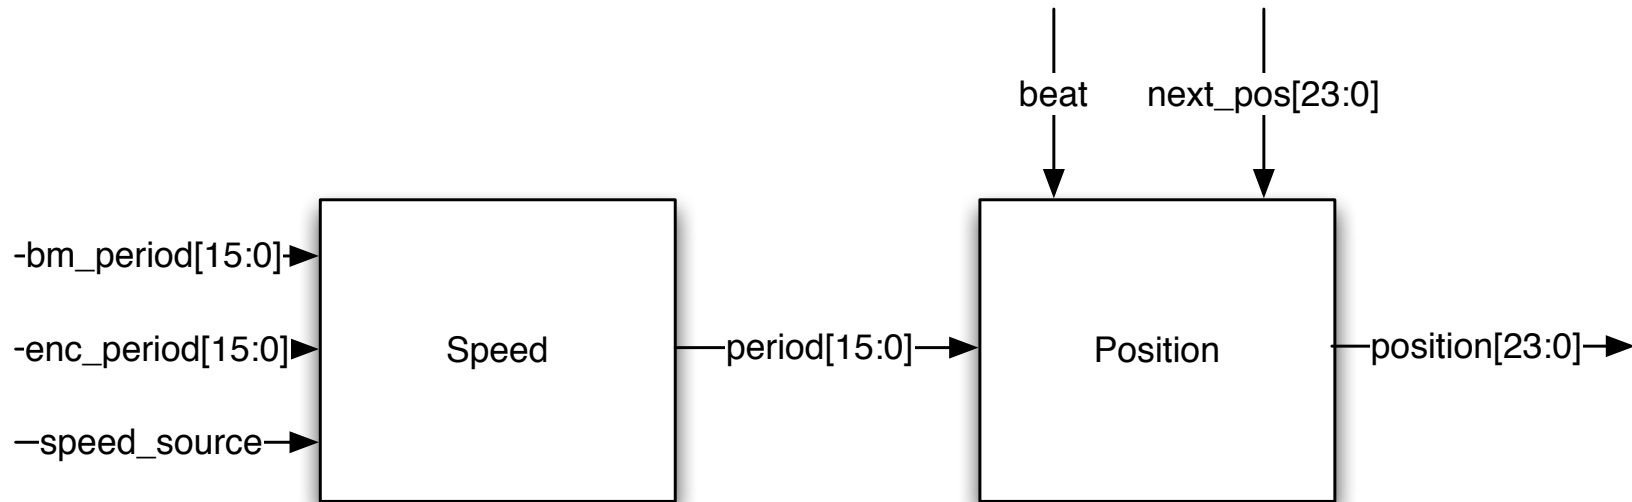 beat
next_pos[23:0]
bm_period[15:0]
enc_period[15:0]
speed_source
Speed
period[15:0]
Position
position[23:0]